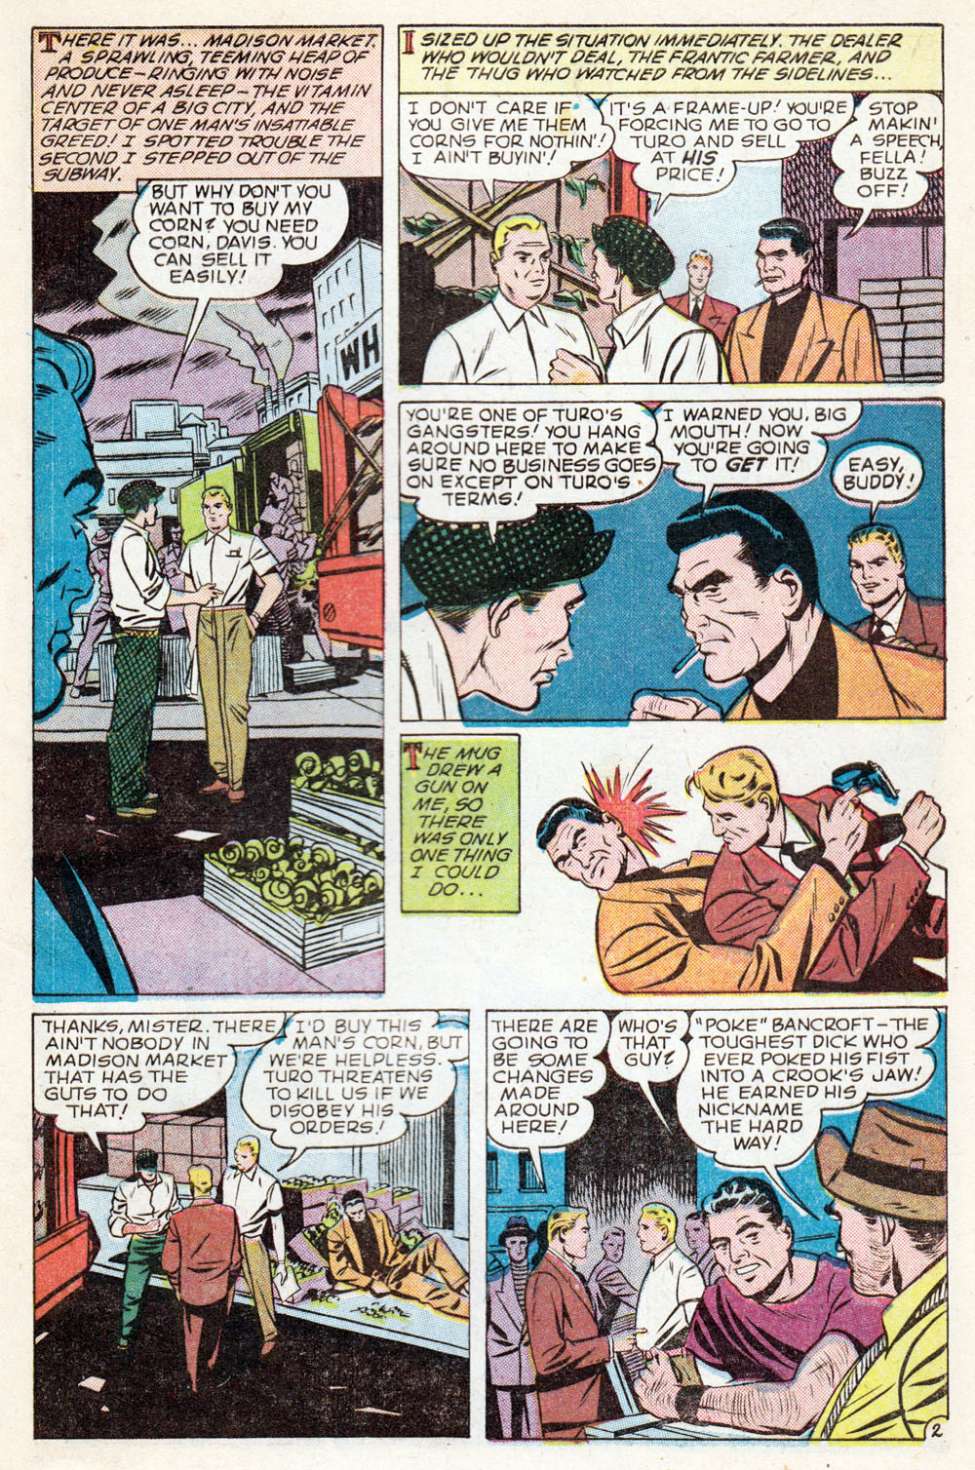 THERE IT WAS... MADISON MARKET.
A SPRAWLING, TEEMING HEAP OF
PRODUCE—RINGING WITH NOISE
AND NEVER ASLEEP—THE VITAMIN
CENTER OF A BIG CITY, AND THE
TARGET OF ONE MAN'S INSATIABLE
GREED! I SPOTTED TROUBLE THE
SECOND I STEPPED OUT OF THE
SUBWAY.
BUT WHY DON'T YOU
WANT TO BUY MY
CORN? YOU NEED
CORN, DAVIS. YOU
CAN SELL IT
EASILY!
WH
I SIZED UP THE SITUATION IMMEDIATELY. THE DEALER
WHO WOULDN'T DEAL, THE FRANTIC FARMER, AND
THE THUG WHO WATCHED FROM THE SIDELINES...
I DON'T CARE IF
YOU GIVE ME THEM
CORNS FOR NOTHIN'!
I AIN'T BUYIN'!
IT'S A FRAME-UP! YOU'RE
FORCING ME TO GO TO
TURO AND SELL
AT HIS
PRICE!
STOP
MAKIN'
A SPEECH,
FELLA!
BUZZ
OFF!
YOU'RE ONE OF TURO'S
GANGSTERS! YOU HANG
AROUND HERE TO MAKE
SURE NO BUSINESS GOES
ON EXCEPT ON TURO'S
TERMS!
I WARNED YOU, BIG
MOUTH! NOW
YOU'RE GOING
TO GET IT!
EASY,
BUDDY!
THE MUG
DREW A
GUN ON
ME, SO
THERE
WAS ONLY
ONE THING
I COULD
DO...
THANKS, MISTER. THERE
AIN'T NOBODY IN
MADISON MARKET
THAT HAS THE
GUTS TO DO
THAT!
I'D BUY THIS
MAN'S CORN, BUT
WE'RE HELPLESS.
TURO THREATENS
TO KILL US IF WE
DISOBEY HIS
ORDERS!
THERE ARE
GOING TO
BE SOME
CHANGES
MADE
AROUND
HERE!
WHO'S
THAT
GUY?
"POKE" BANCROFT—THE
TOUGHEST DICK WHO
EVER POKED HIS FIST
INTO A CROOK'S JAW!
HE EARNED HIS
NICKNAME
THE HARD
WAY!
2